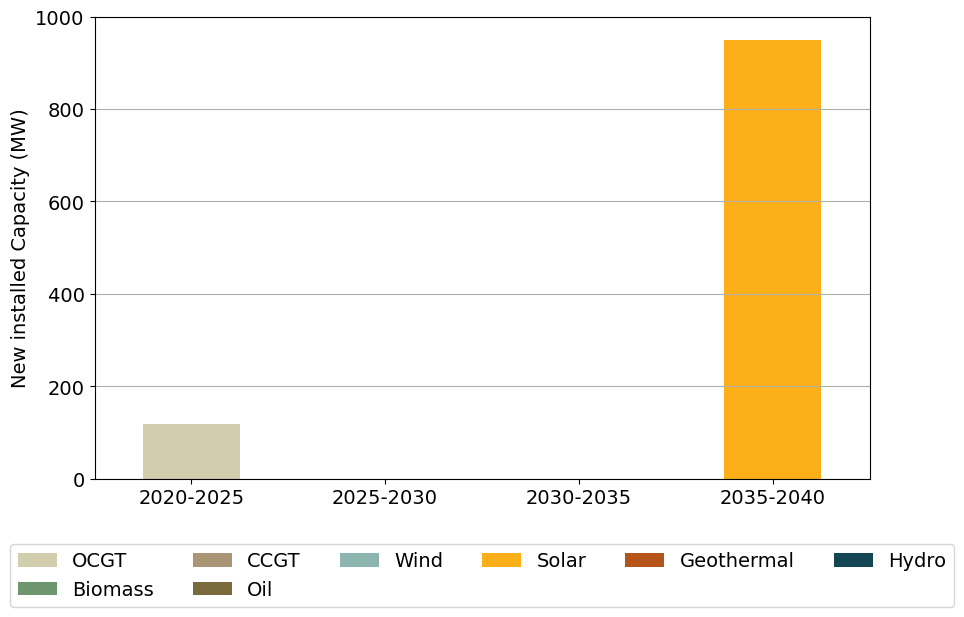 New installed Capacity (MW)
1000
800
600
400
200
0
2020-2025 2025-2030 2030-2035 2035-2040
OCGT CCGT Wind Solar Geothermal Hydro
Biomass Oil